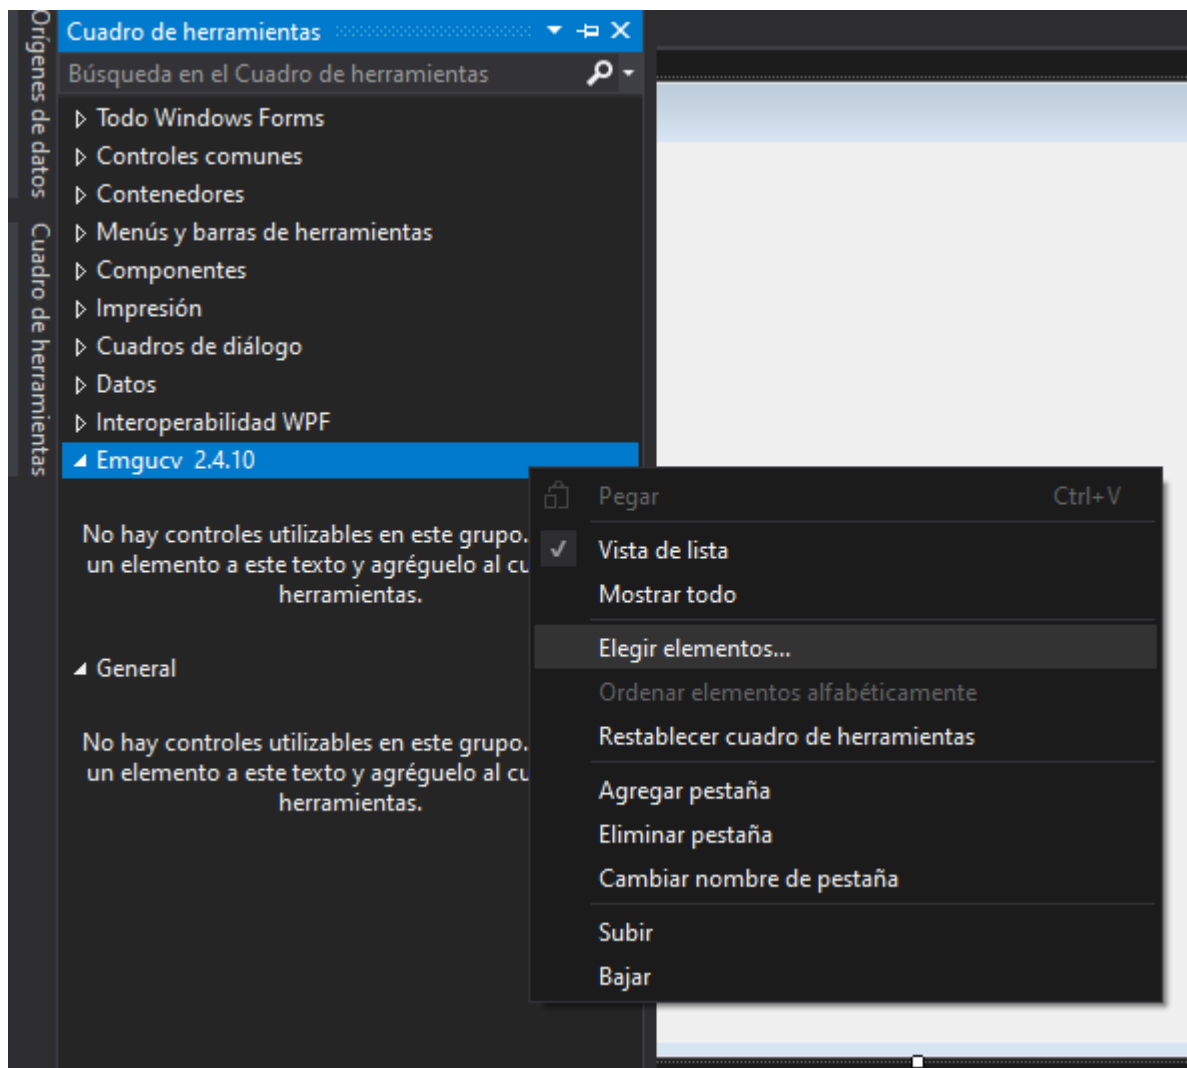 Orígenes de datos
Cuadro de herramientas
Cuadro de herramientas
Búsqueda en el Cuadro de herramientas
Todo Windows Forms
Controles comunes
Contenedores
Menús y barras de herramientas
Componentes
Impresión
Cuadros de diálogo
Datos
Interoperabilidad WPF
Emgucv 2.4.10
No hay controles utilizables en este grupo.
un elemento a este texto y agréguelo al cu
herramientas.
General
No hay controles utilizables en este grupo.
un elemento a este texto y agréguelo al cu
herramientas.
Pegar Ctrl+V
Vista de lista
Mostrar todo
Elegir elementos...
Ordenar elementos alfabéticamente
Restablecer cuadro de herramientas
Agregar pestaña
Eliminar pestaña
Cambiar nombre de pestaña
Subir
Bajar